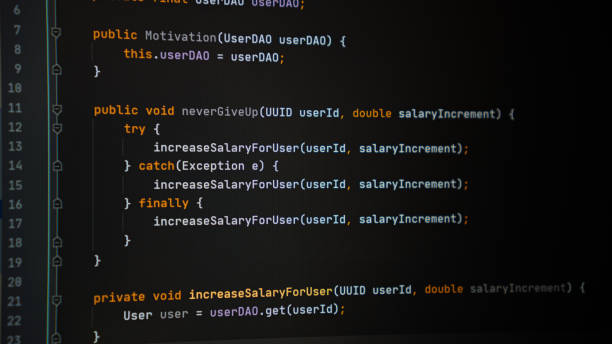 6 private final UserDAO userDAO;
7 public Motivation(UserDAO userDAO) {
8 this.userDAO = userDAO;
9 }
10
11 public void neverGiveUp(UUID userId, double salaryIncrement) {
12 try {
13 increaseSalaryForUser(userId, salaryIncrement);
14 } catch(Exception e) {
15 increaseSalaryForUser(userId, salaryIncrement);
16 } finally {
17 increaseSalaryForUser(userId, salaryIncrement);
18 }
19 }
20
21 private void increaseSalaryForUser(UUID userId, double salaryIncrement) {
22 User user = userDAO.get(userId);
23 }